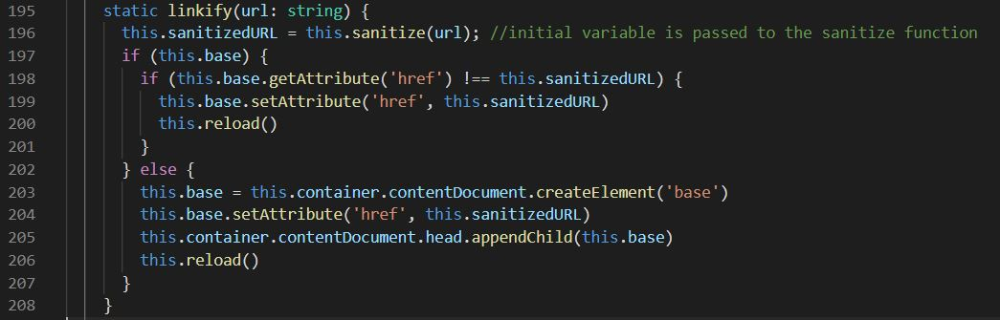 195 static linkify(url: string) {
196 this.sanitizedURL = this.sanitize(url); //initial variable is passed to the sanitize function
197 if (this.base) {
198 if (this.base.getAttribute('href') !== this.sanitizedURL) {
199 this.base.setAttribute('href', this.sanitizedURL)
200 this.reload()
201 }
202 } else {
203 this.base = this.container.contentDocument.createElement('base')
204 this.base.setAttribute('href', this.sanitizedURL)
205 this.container.contentDocument.head.appendChild(this.base)
206 this.reload()
207 }
208 }